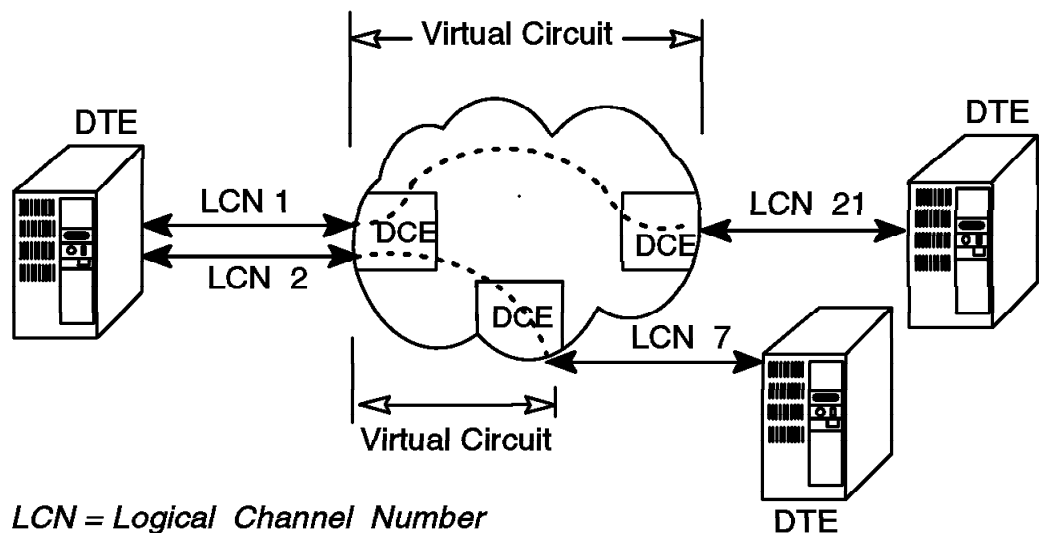 Virtual Circuit
DTE
DTE
LCN 1
DCE
DCE
LCN 21
LCN 2
DCE
LCN 7
Virtual Circuit
LCN = Logical Channel Number
DTE